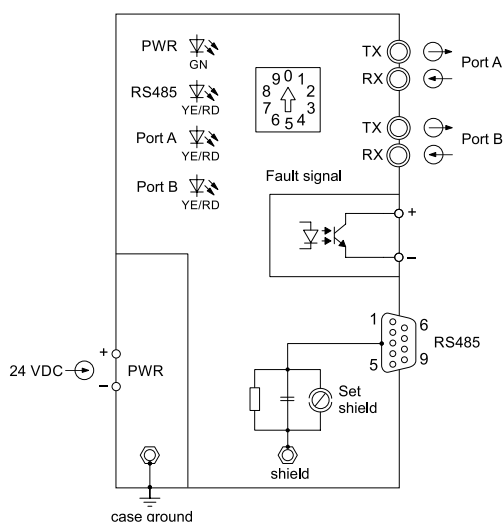 PWR
GN
RS485
YE/RD
Port A
YE/RD
Port B
YE/RD
9 0 1
8 2
7 3
6 5 4
TX
RX
Port A
TX
RX
Port B
Fault signal
+
–
1 6
5 9
RS485
+
24 VDC
–
PWR
Set
shield
shield
case ground